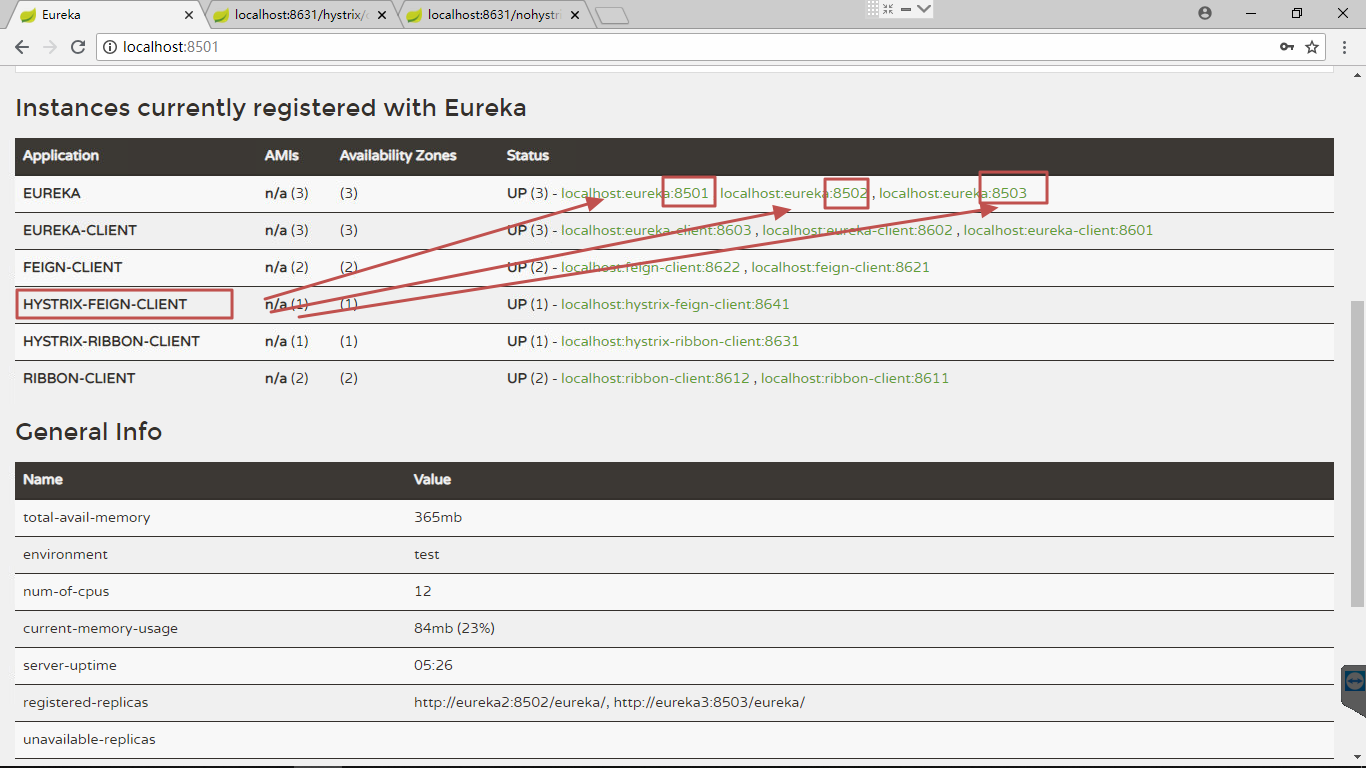 Eureka
localhost:8631/hystrix/
localhost:8631/nohystri
localhost:8501
Instances currently registered with Eureka
Application AMIs Availability Zones Status
EUREKA n/a (3) (3) UP (3) - localhost:eureka:8501 localhost:eureka:8502 , localhost:eureka:8503
EUREKA-CLIENT n/a (3) (3) UP (3) - localhost:eureka-client:8603 , localhost:eureka-client:8602 , localhost:eureka-client:8601
FEIGN-CLIENT n/a (2) (2) UP (2) - localhost:feign-client:8622 , localhost:feign-client:8621
HYSTRIX-FEIGN-CLIENT n/a (1) (1) UP (1) - localhost:hystrix-feign-client:8641
HYSTRIX-RIBBON-CLIENT n/a (1) (1) UP (1) - localhost:hystrix-ribbon-client:8631
RIBBON-CLIENT n/a (2) (2) UP (2) - localhost:ribbon-client:8612 , localhost:ribbon-client:8611
General Info
Name Value
total-avail-memory 365mb
environment test
num-of-cpus 12
current-memory-usage 84mb (23%)
server-uptime 05:26
registered-replicas http://eureka2:8502/eureka/, http://eureka3:8503/eureka/
unavailable-replicas